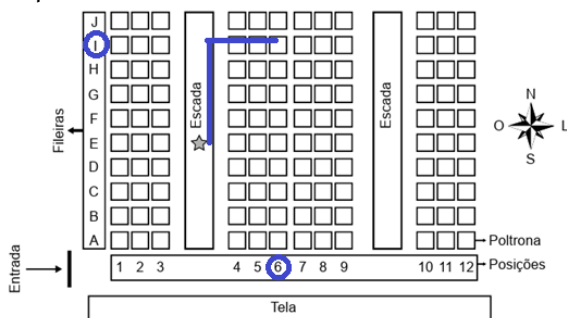 J
I
H
G
F
E
D
C
B
A
Fileiras
Escada
Escada
N
O
L
S
Poltrona
Posições
Entrada
1 2 3 4 5 6 7 8 9 10 11 12
Tela